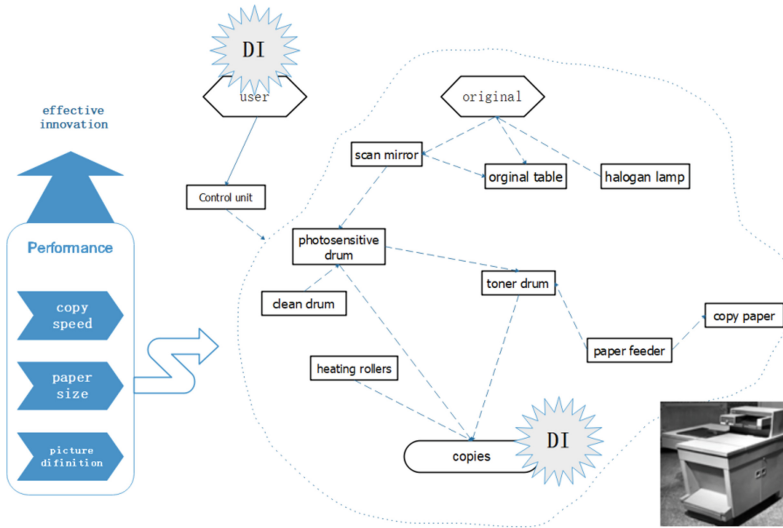 DI
user
original
effective
innovation
scan mirror
orginal table
halogan lamp
Control unit
Performance
photosensitive
drum
copy
speed
clean drum
toner drum
copy paper
paper feeder
paper
size
heating rollers
picture
difinition
copies
DI